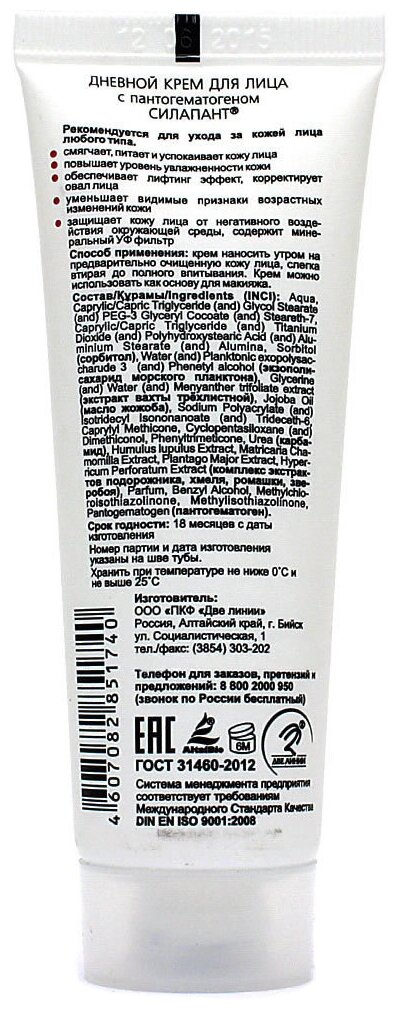 ДНЕВНОЙ КРЕМ ДЛЯ ЛИЦА
с пантогематогеном
СИЛАПАНТ®
Рекомендуется для ухода за кожей лица
любого типа.
• смягчает, питает и успокаивает кожу лица
• повышает уровень увлажненности кожи
• обеспечивает лифтинг эффект, корректирует
овал лица
• уменьшает видимые признаки возрастных
изменений кожи
• защищает кожу лица от негативного возде-
йствия окружающей среды, содержит мине-
ральный УФ фильтр
Способ применения: крем наносить утром на
предварительно очищенную кожу лица, слегка
втирая до полного впитывания. Крем можно
использовать как основу для макияжа.
Состав/Құрамы/Ingredients (INCI): Aqua,
Caprylic/Capric Triglyceride (and) Glycol Stearate
(and) PEG-3 Glyceryl Cocoate (and) Steareth-7,
Caprylic/Capric Triglyceride (and) Titanium
Dioxide (and) Polyhydroxystearic Acid (and) Alu-
minium Stearate (and) Alumina, Sorbitol
(сорбитол), Water (and) Planktonic exopolysac-
charude 3 (and) Phenetyl alcohol (экзополи-
сахарид морского планктона), Glycerine
(and) Water (and) Menyanther trifoliate extract
(экстракт вахты трёхлистной), Jojoba Oil
(масло жожоба), Sodium Polyacrylate (and)
Isotridecyl Isononanoate (and) Trideceth-6,
Caprylyl Methicone, Cyclopentasiloxane (and)
Dimethiconol, Phenyltrimeticone, Urea (карба-
мид), Humulus lupulus Extract, Matricaria Cha-
momilla Extract, Plantago Major Extract, Hype-
ricum Perforatum Extract (комплекс экстрак-
тов подорожника, хмеля, ромашки, зве-
робоя), Parfum, Benzyl Alcohol, Methylchlo-
roisothiazolinone, Methylisothiazolinone,
Pantogematogen (пантогематоген).
Срок годности: 18 месяцев с даты
изготовления
Номер партии и дата изготовления
указаны на шве тубы.
Хранить при температуре не ниже 0°С и
не выше 25°С
Изготовитель:
ООО «ПКФ «Две линии»
Россия, Алтайский край, г. Бийск
ул. Социалистическая, 1
тел./факс: (3854) 303-202
Телефон для заказов, претензий и
предложений: 8 800 2000 950
(звонок по России бесплатный)
EAC AltaiBio 6M ДВЕ ЛИНИИ
ГОСТ 31460-2012
Система менеджмента предприятия
соответствует требованиям
Международного Стандарта Качества
DIN EN ISO 9001:2008
4 607082 851740